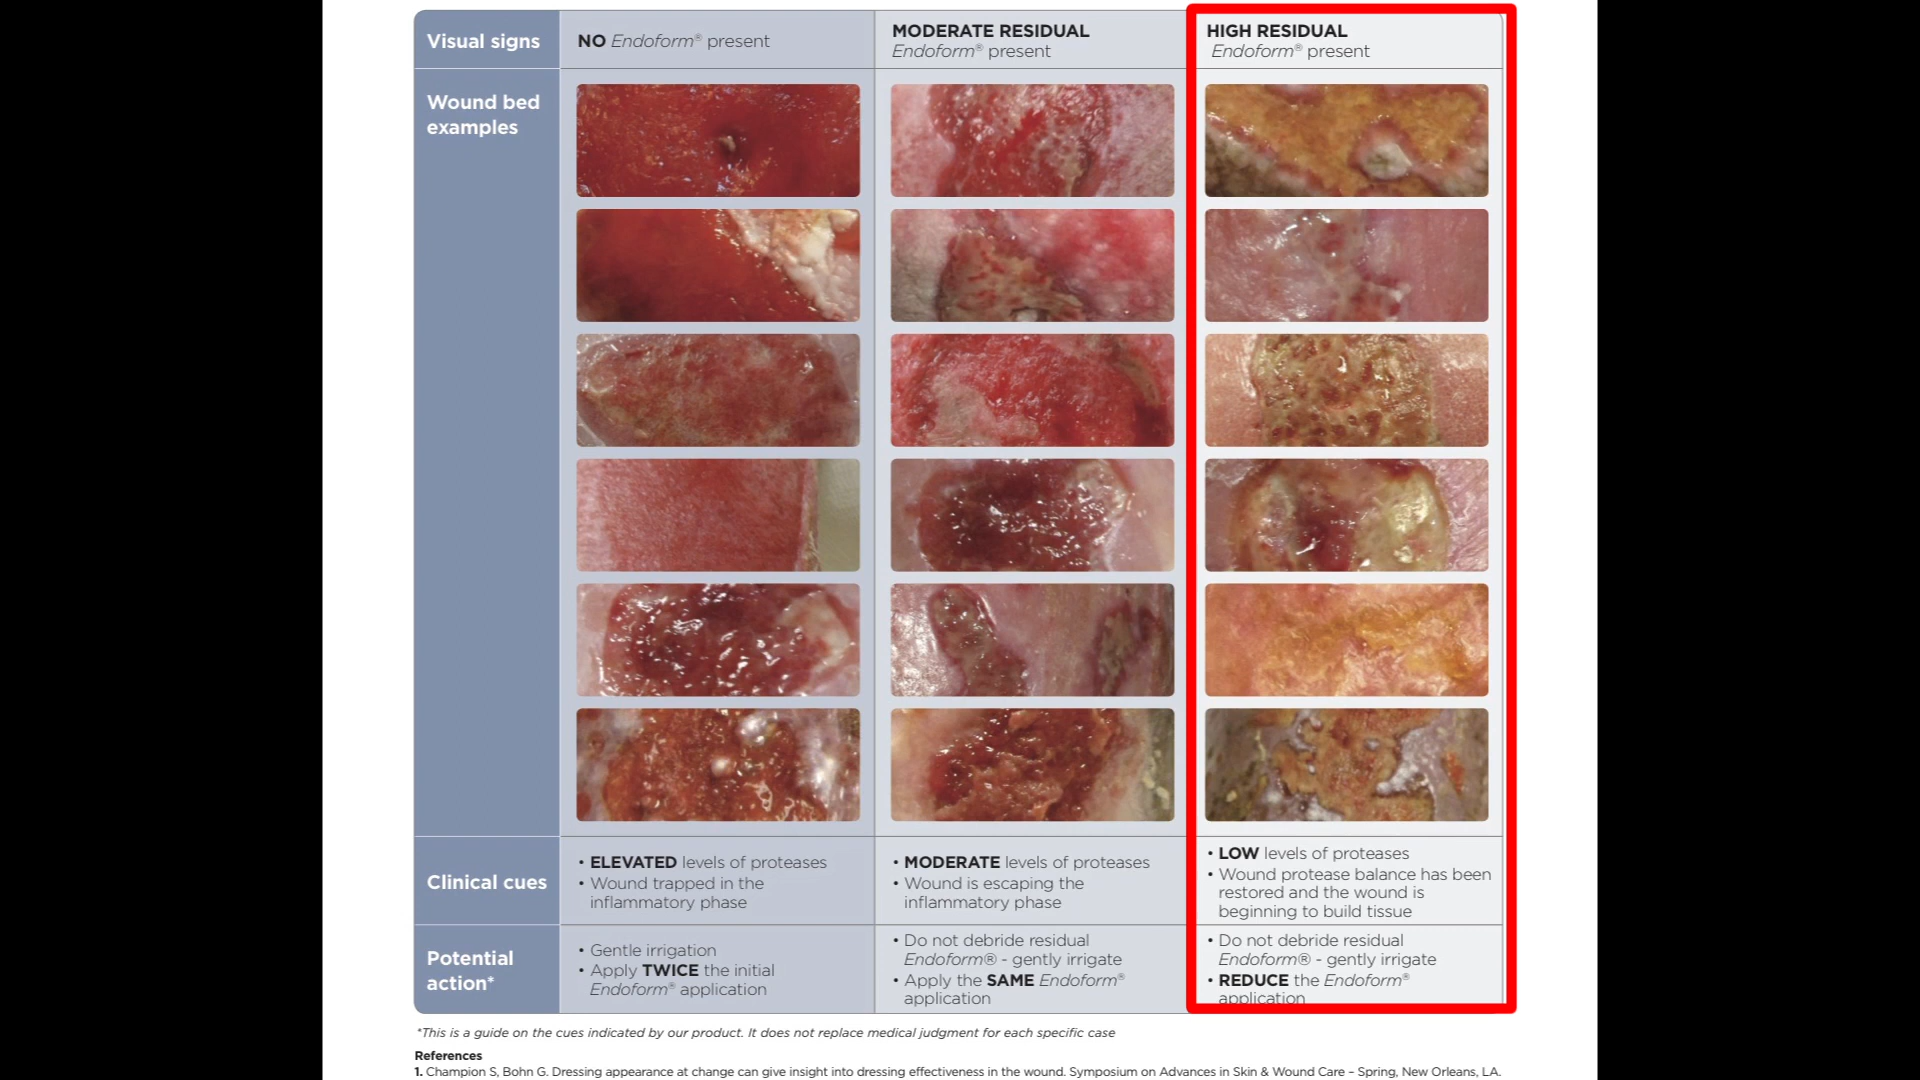 Visual signs
NO Endoform® present
MODERATE RESIDUAL
Endoform® present
HIGH RESIDUAL
Endoform® present
Wound bed
examples
Clinical cues
• ELEVATED levels of proteases
• Wound trapped in the
inflammatory phase
• MODERATE levels of proteases
• Wound is escaping the
inflammatory phase
• LOW levels of proteases
• Wound protease balance has been
restored and the wound is
beginning to build tissue
Potential
action*
• Gentle irrigation
• Apply TWICE the initial
Endoform® application
• Do not debride residual
Endoform® - gently irrigate
• Apply the SAME Endoform®
application
• Do not debride residual
Endoform® - gently irrigate
• REDUCE the Endoform®
application
*This is a guide on the cues indicated by our product. It does not replace medical judgment for each specific case
References
1. Champion S, Bohn G. Dressing appearance at change can give insight into dressing effectiveness in the wound. Symposium on Advances in Skin & Wound Care – Spring, New Orleans, LA.